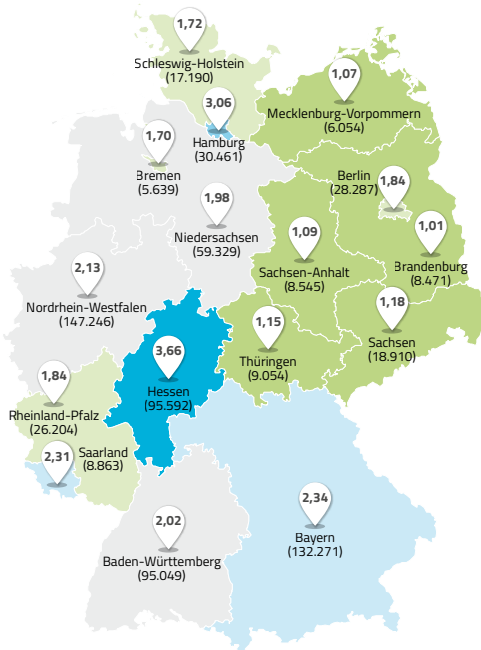 1,72
Schleswig-Holstein
(17.190)
1,07
Mecklenburg-Vorpommern
(6.054)
3,06
Hamburg
(30.461)
1,70
Bremen
(5.639)
Berlin
(28.287)
1,84
1,98
Niedersachsen
(59.329)
1,09
Sachsen-Anhalt
(8.545)
1,01
Brandenburg
(8.471)
2,13
Nordrhein-Westfalen
(147.246)
1,18
Sachsen
(18.910)
1,15
Thüringen
(9.054)
3,66
Hessen
(95.592)
1,84
Rheinland-Pfalz
(26.204)
2,31
Saarland
(8.863)
2,34
Bayern
(132.271)
2,02
Baden-Württemberg
(95.049)